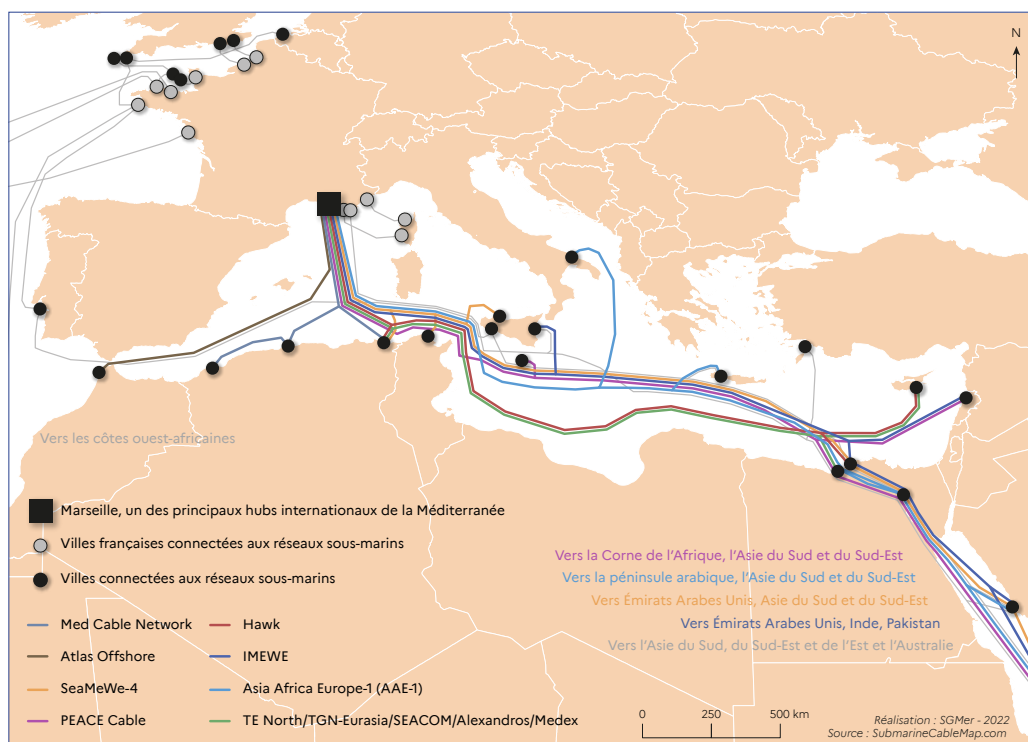 N
Vers les côtes ouest-africaines
Marseille, un des principaux hubs internationaux de la Méditerranée
Villes françaises connectées aux réseaux sous-marins
Villes connectées aux réseaux sous-marins
Med Cable Network
Hawk
Atlas Offshore
IMEWE
SeaMeWe-4
Asia Africa Europe-1 (AAE-1)
PEACE Cable
TE North/TGN-Eurasia/SEACOM/Alexandros/Medex
Vers la Corne de l'Afrique, l'Asie du Sud et du Sud-Est
Vers la péninsule arabique, l'Asie du Sud et du Sud-Est
Vers Émirats Arabes Unis, Asie du Sud et du Sud-Est
Vers Émirats Arabes Unis, Inde, Pakistan
Vers l'Asie du Sud, du Sud-Est et de l'Est et l'Australie
0 250 500 km
Réalisation : SGMer - 2022
Source : SubmarineCableMap.com